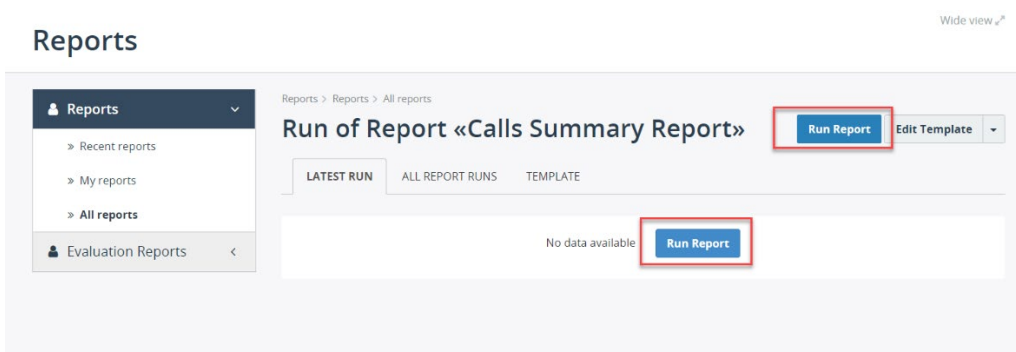 Wide view
Reports
Reports
» Recent reports
» My reports
» All reports
Evaluation Reports
Reports > Reports > All reports
Run of Report «Calls Summary Report»
Run Report
Edit Template
LATEST RUN
ALL REPORT RUNS
TEMPLATE
No data available
Run Report